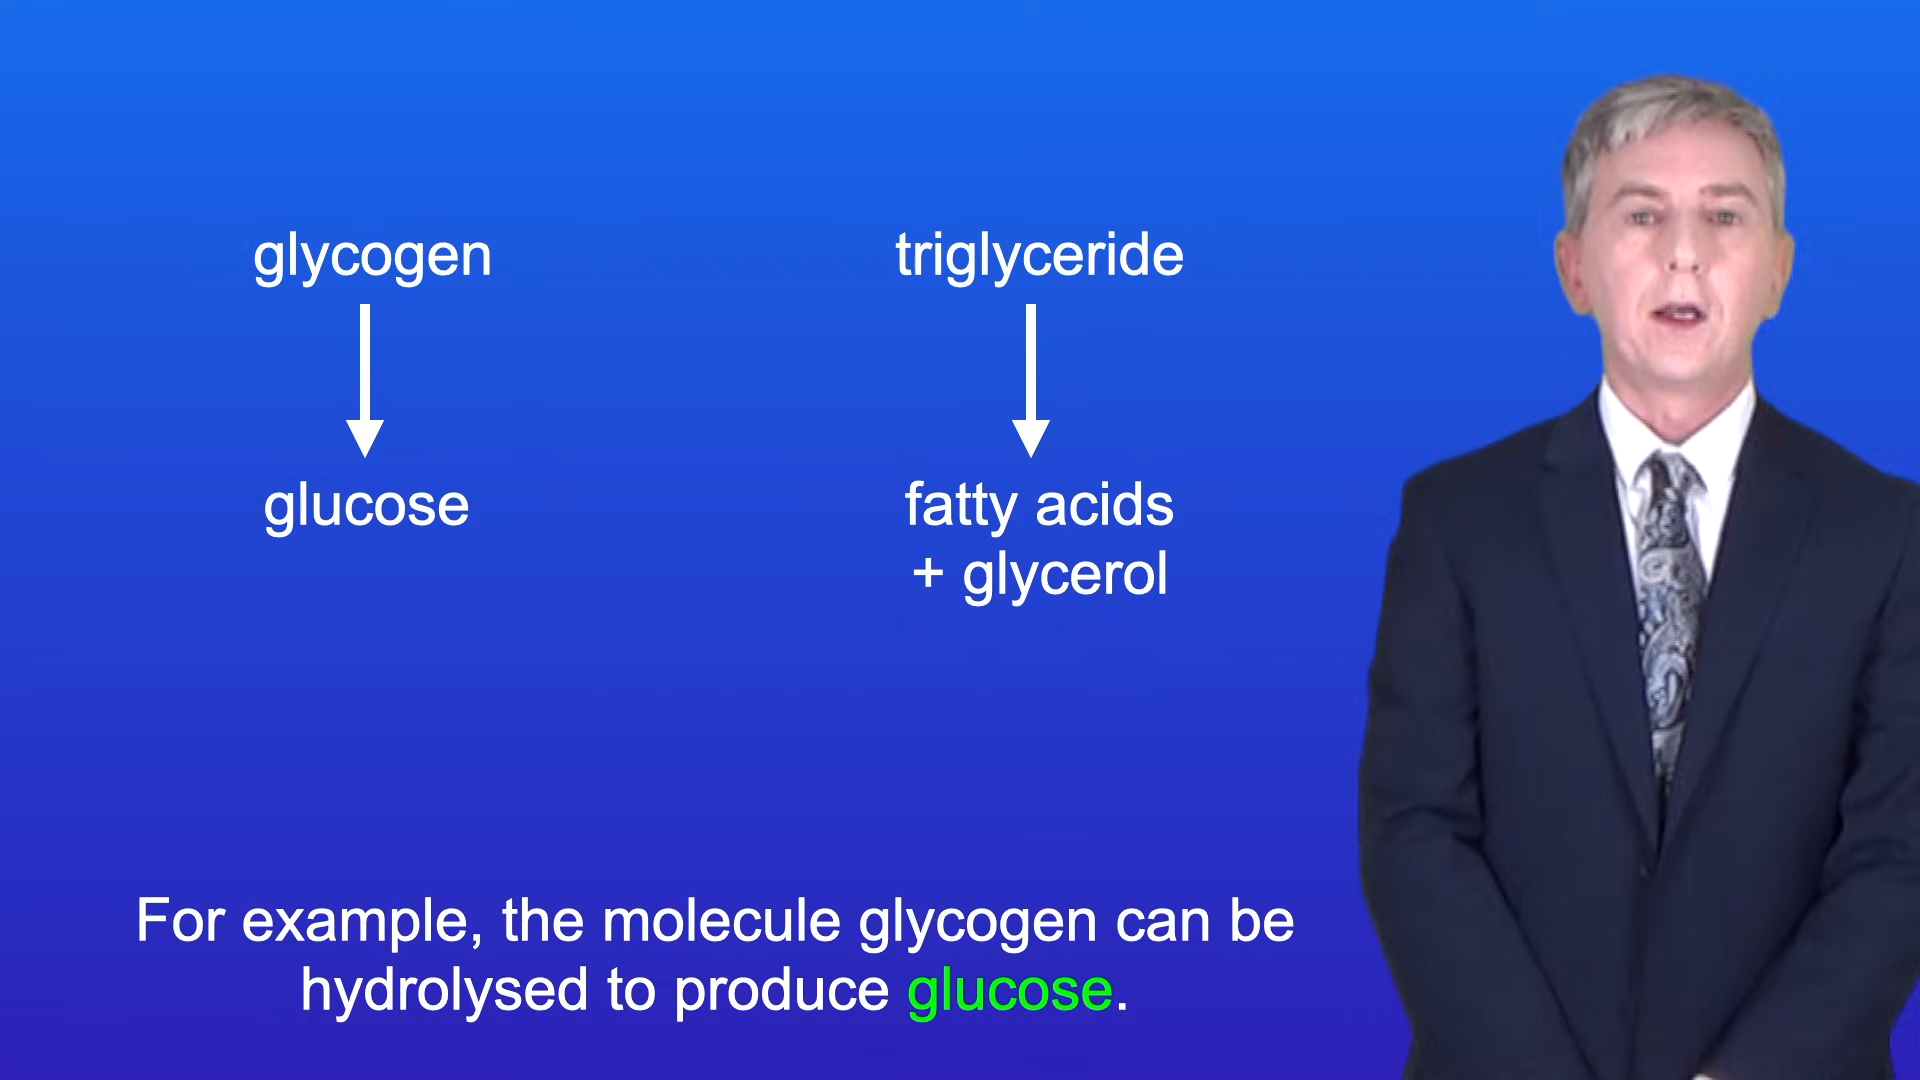 glycogen
triglyceride
glucose
fatty acids
+ glycerol
For example, the molecule glycogen can be
hydrolysed to produce glucose.